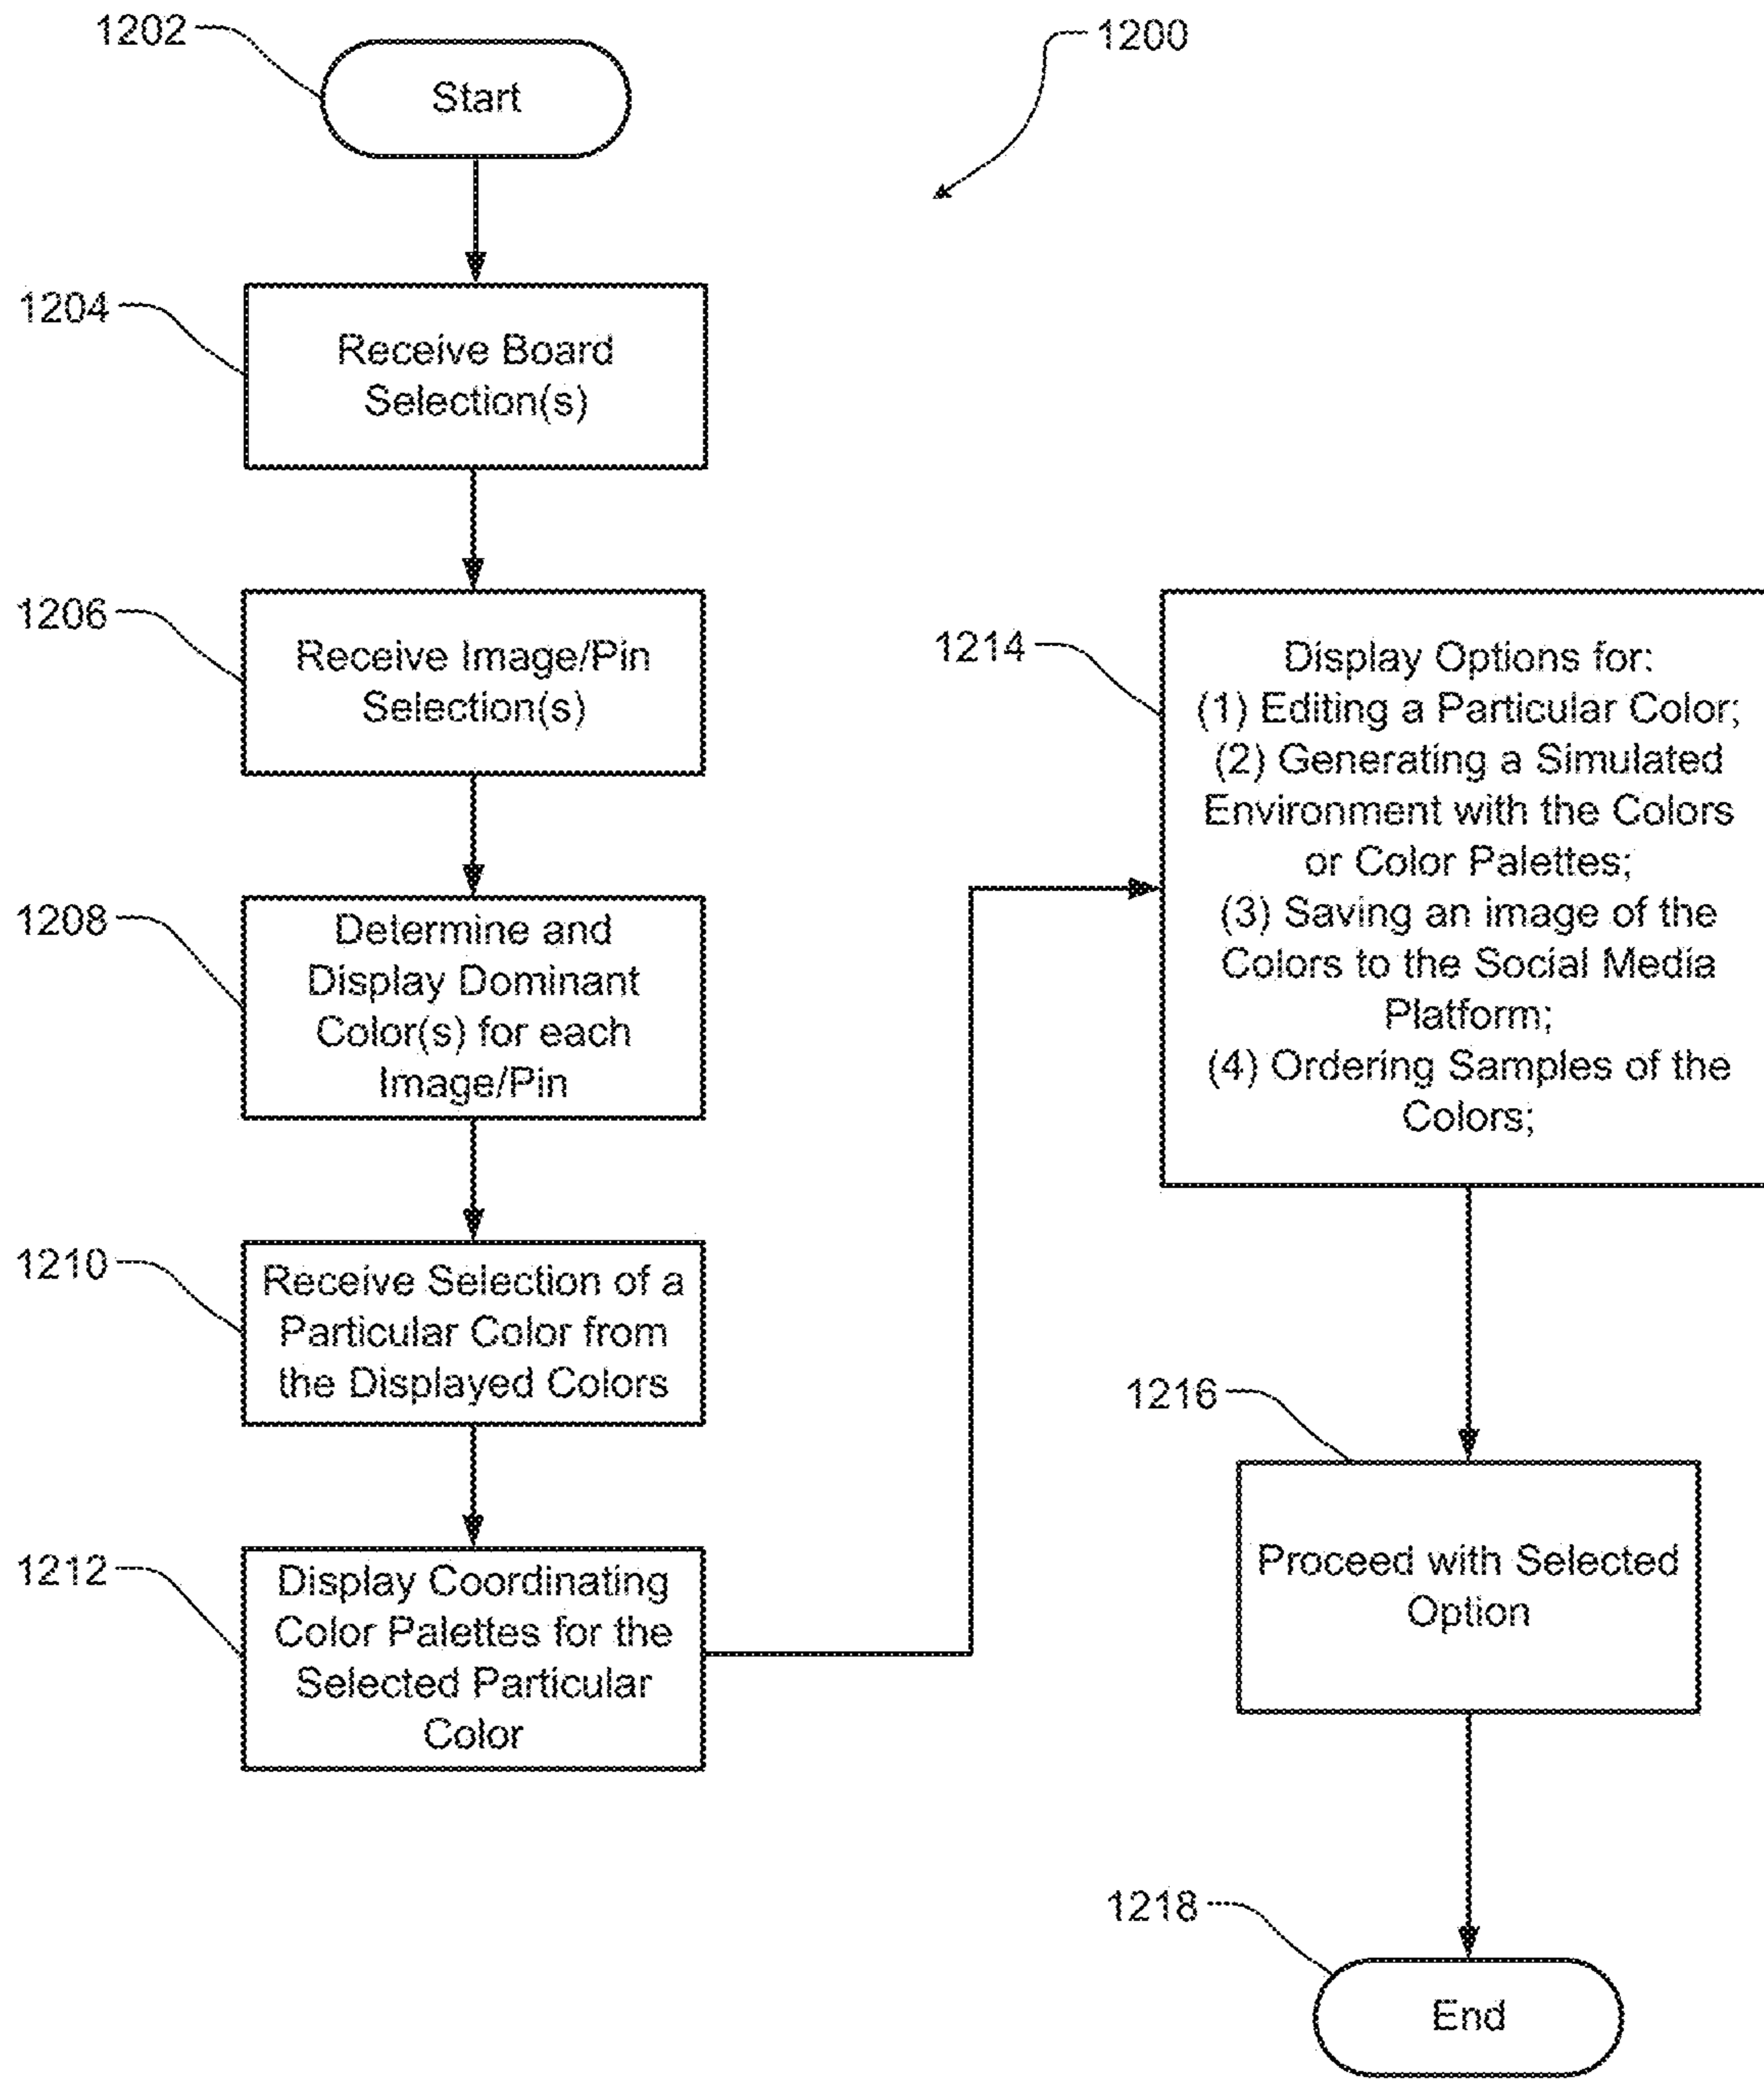 1202
Start
1200
1204
Receive Board
Selection(s)
1206
Receive Image/Pin
Selection(s)
1208
Determine and
Display Dominant
Color(s) for each
Image/Pin
1210
Receive Selection of a
Particular Color from
the Displayed Colors
1212
Display Coordinating
Color Palettes for the
Selected Particular
Color
1214
Display Options for:
(1) Editing a Particular Color;
(2) Generating a Simulated
Environment with the Colors
or Color Palettes;
(3) Saving an image of the
Colors to the Social Media
Platform;
(4) Ordering Samples of the
Colors;
1216
Proceed with Selected
Option
1218
End